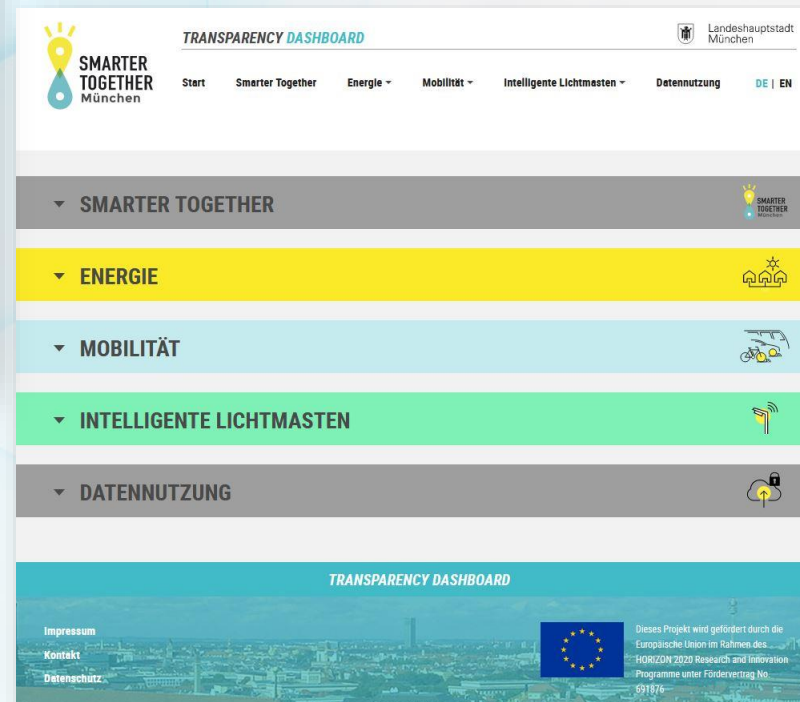 TRANSPARENCY DASHBOARD
Landeshauptstadt
München
SMARTER
TOGETHER
München
Start
Smarter Together
Energie
Mobilität
Intelligente Lichtmasten
Datennutzung
DE | EN
SMARTER TOGETHER
SMARTER
TOGETHER
München
ENERGIE
MOBILITÄT
INTELLIGENTE LICHTMASTEN
DATENNUTZUNG
TRANSPARENCY DASHBOARD
Impressum
Kontakt
Datenschutz
Dieses Projekt wird gefördert durch die
Europäische Union im Rahmen des
HORIZON 2020 Research and innovation
Programme unter Fördervertrag No
691876